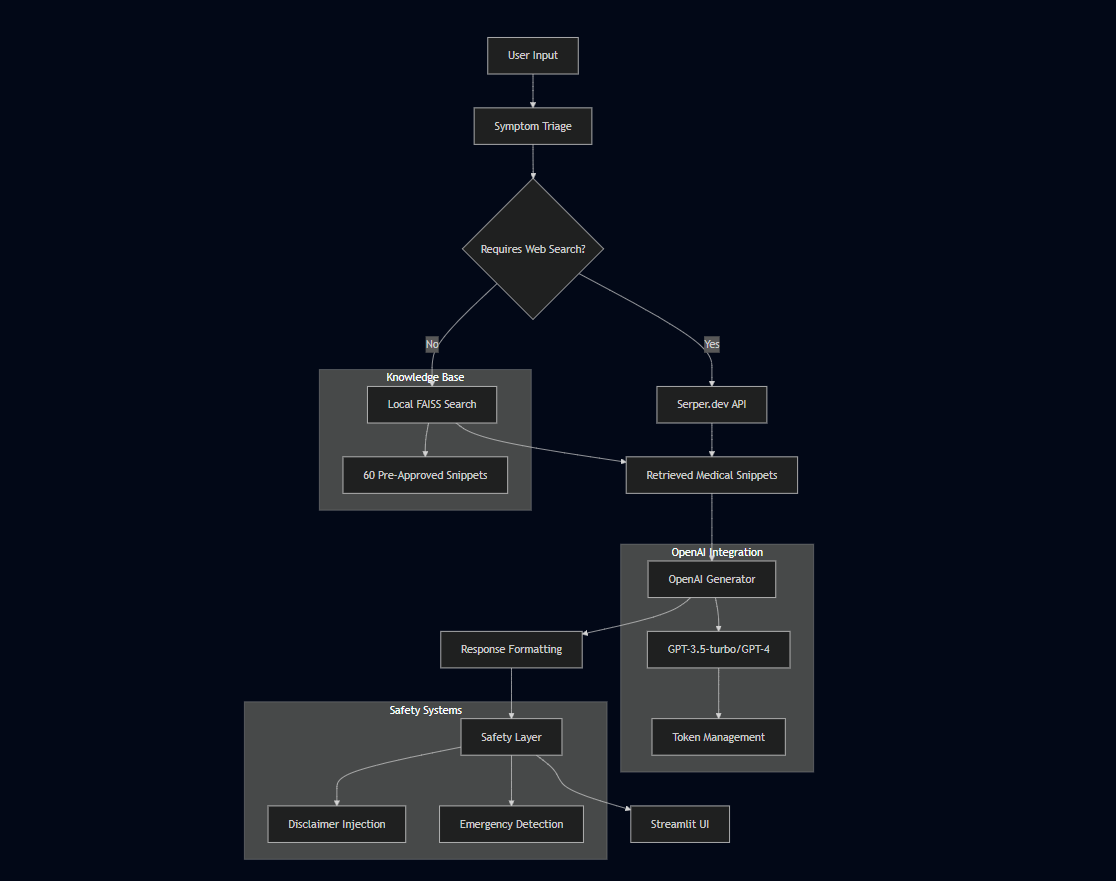 User Input
Symptom Triage
Requires Web Search?
No
Yes
Knowledge Base
Local FAISS Search
Serper.dev API
60 Pre-Approved Snippets
Retrieved Medical Snippets
OpenAI Integration
OpenAI Generator
Response Formatting
GPT-3.5-turbo/GPT-4
Safety Systems
Safety Layer
Token Management
Disclaimer Injection
Emergency Detection
Streamlit UI